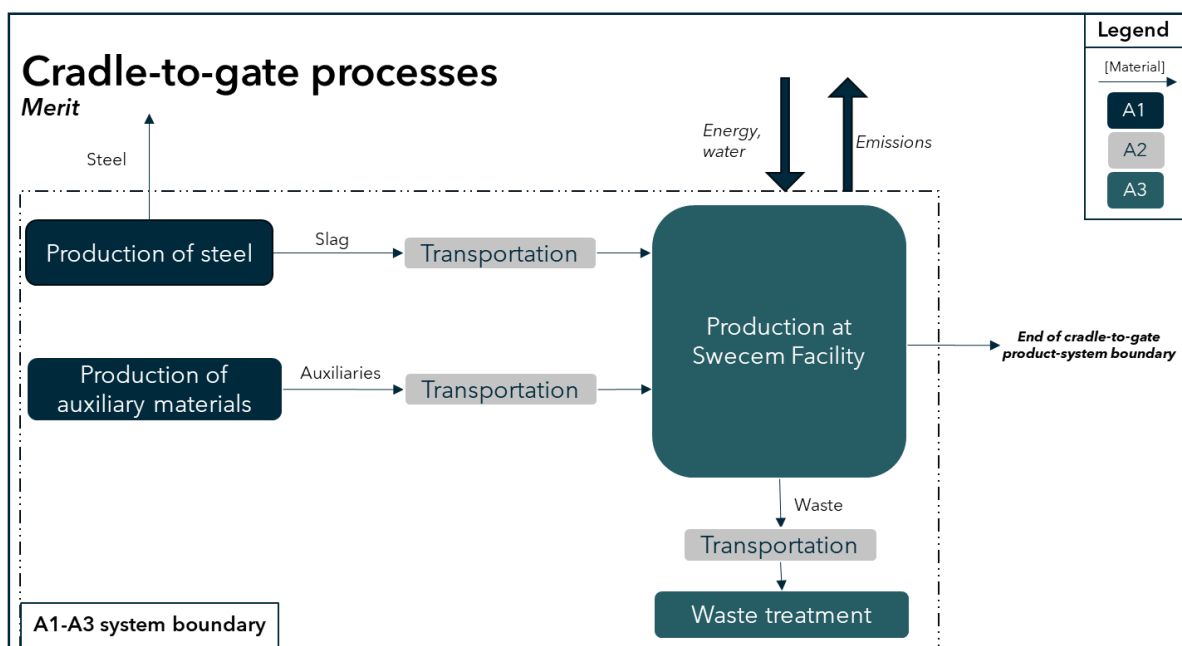 Cradle-to-gate processes
Merit
Legend
[Material]
A1
A2
A3
Steel
Energy,
water
Emissions
Production of steel
Slag
Transportation
Production at
Swecem Facility
End of cradle-to-gate
product-system boundary
Production of
auxiliary materials
Auxiliaries
Transportation
Waste
Transportation
Waste treatment
A1-A3 system boundary